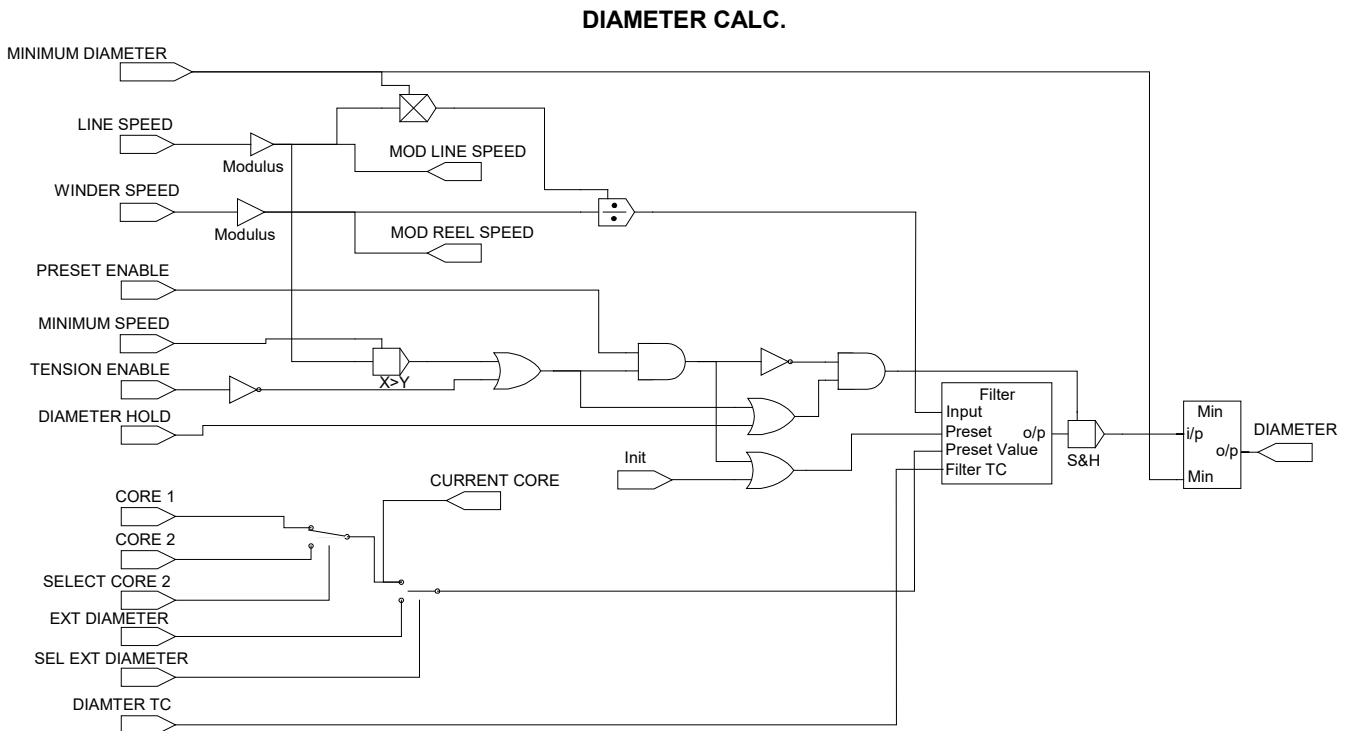 DIAMETER CALC.
MINIMUM DIAMETER
LINE SPEED
Modulus
MOD LINE SPEED
WINDER SPEED
Modulus
MOD REEL SPEED
PRESET ENABLE
MINIMUM SPEED
X>Y
TENSION ENABLE
DIAMETER HOLD
Init
Filter
Input
Preset
o/p
Preset Value
Filter TC
S&H
Min
i/p
o/p
Min
DIAMETER
CURRENT CORE
CORE 1
CORE 2
SELECT CORE 2
EXT DIAMETER
SEL EXT DIAMETER
DIAMTER TC